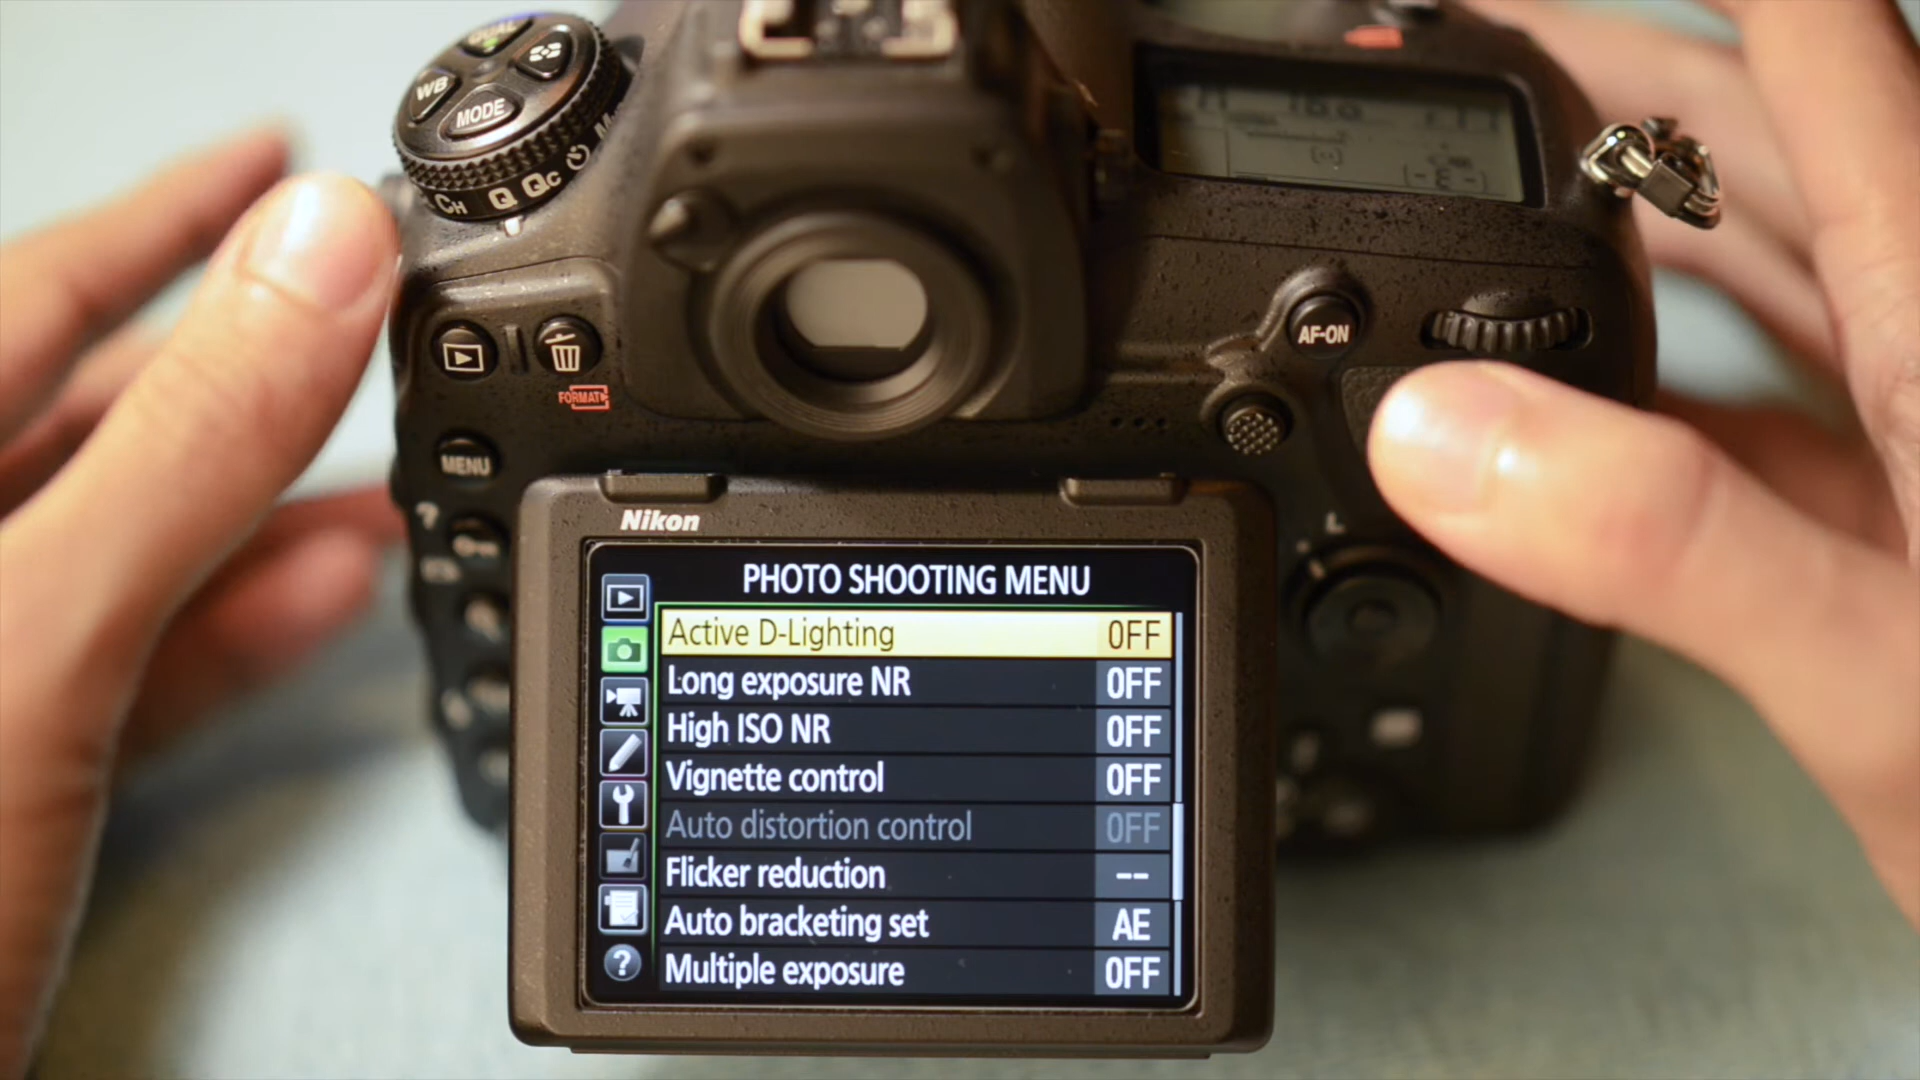 QUAL
WB
MODE
CH Q QC
AF-ON
FORMAT
MENU
?
L
Nikon
PHOTO SHOOTING MENU
Active D-Lighting OFF
Long exposure NR OFF
High ISO NR OFF
Vignette control OFF
Auto distortion control OFF
Flicker reduction --
Auto bracketing set AE
Multiple exposure OFF
?